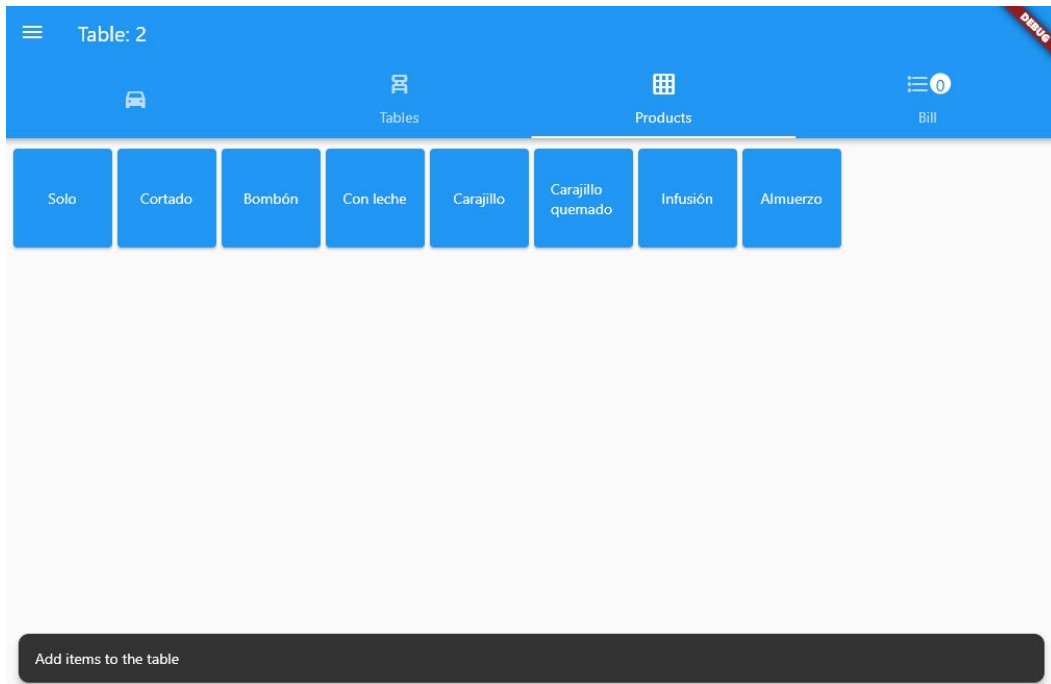 Table: 2
DEBUG
Tables
Products
0
Bill
Solo
Cortado
Bombón
Con leche
Carajillo
Carajillo
quemado
Infusión
Almuerzo
Add items to the table